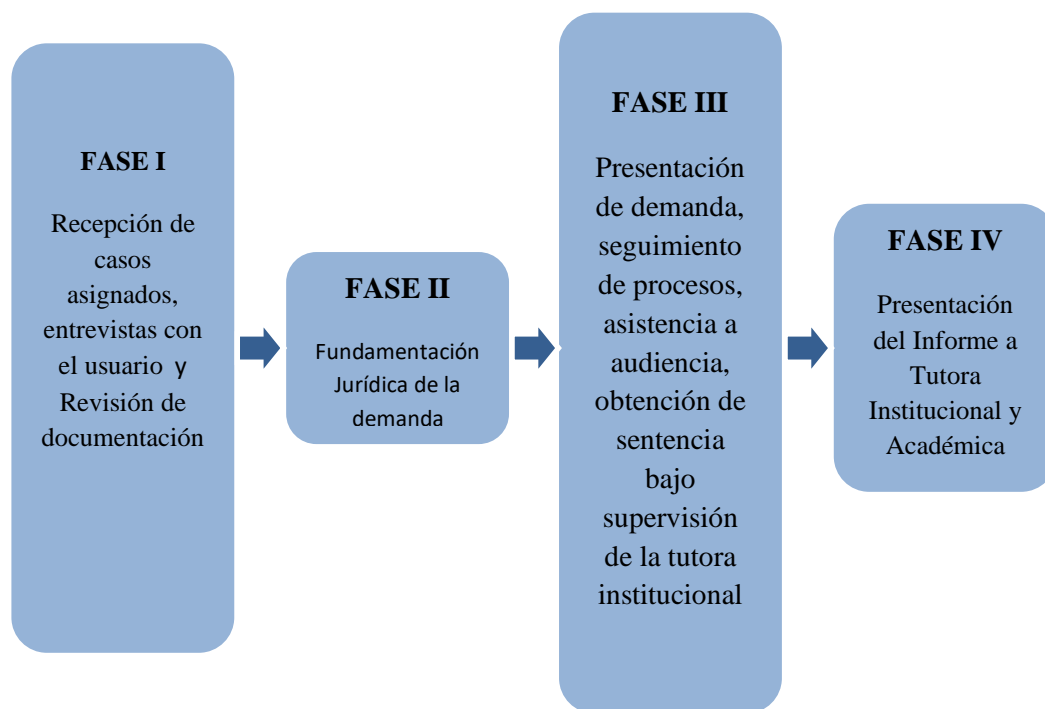 FASE I
Recepción de
casos
asignados,
entrevistas con
el usuario y
Revisión de
documentación
FASE II
Fundamentación
Jurídica de la
demanda
FASE III
Presentación
de demanda,
seguimiento
de procesos,
asistencia a
audiencia,
obtención de
sentencia
bajo
supervisión
de la tutora
institucional
FASE IV
Presentación
del Informe a
Tutora
Institucional y
Académica